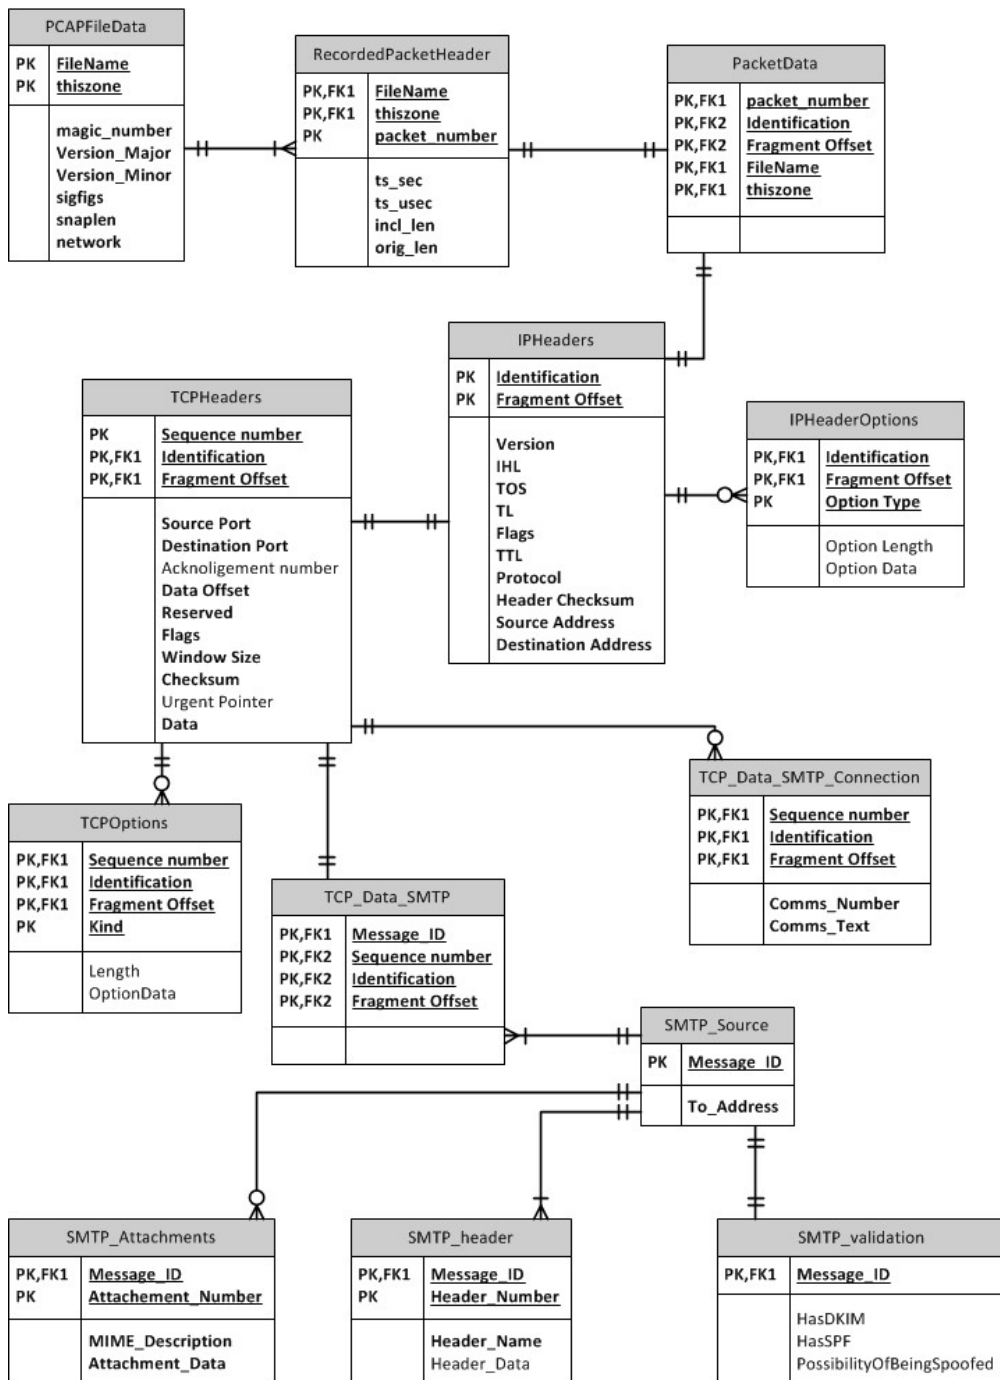 PCAPFileData
PK FileName
PK thiszone
magic_number
Version_Major
Version_Minor
sigfigs
snaplen
network
RecordedPacketHeader
PK,FK1 FileName
PK,FK1 thiszone
PK packet_number
ts_sec
ts_usec
incl_len
orig_len
PacketData
PK,FK1 packet_number
PK,FK2 Identification
PK,FK2 Fragment Offset
PK,FK1 FileName
PK,FK1 thiszone
IPHeaders
PK Identification
PK Fragment Offset
Version
IHL
TOS
TL
Flags
TTL
Protocol
Header Checksum
Source Address
Destination Address
TCPHeaders
PK Sequence number
PK,FK1 Identification
PK,FK1 Fragment Offset
Source Port
Destination Port
Acknoligement number
Data Offset
Reserved
Flags
Window Size
Checksum
Urgent Pointer
Data
IPHeaderOptions
PK,FK1 Identification
PK,FK1 Fragment Offset
PK Option Type
Option Length
Option Data
TCP_Data_SMTP_Connection
PK,FK1 Sequence number
PK,FK1 Identification
PK,FK1 Fragment Offset
Comms_Number
Comms_Text
TCPOptions
PK,FK1 Sequence number
PK,FK1 Identification
PK,FK1 Fragment Offset
PK Kind
Length
OptionData
TCP_Data_SMTP
PK,FK1 Message_ID
PK,FK2 Sequence number
PK,FK2 Identification
PK,FK2 Fragment Offset
SMTP_Source
PK Message_ID
To_Address
SMTP_Attachments
PK,FK1 Message_ID
PK Attachement_Number
MIME_Description
Attachment_Data
SMTP_header
PK,FK1 Message_ID
PK Header_Number
Header_Name
Header_Data
SMTP_validation
PK,FK1 Message_ID
HasDKIM
HasSPF
PossibilityOfBeingSpoofed